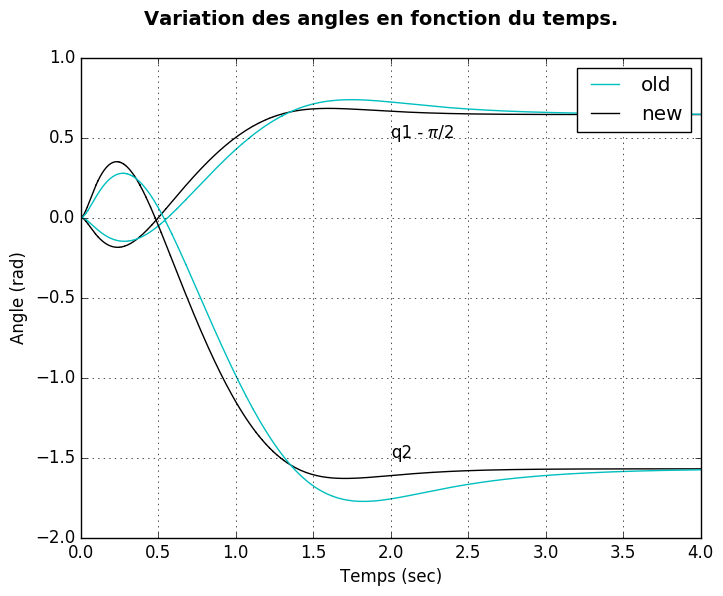 Variation des angles en fonction du temps.
1.0
0.5
0.0
−0.5
−1.0
−1.5
−2.0
Angle (rad)
old
new
q1 - π/2
q2
0.0 0.5 1.0 1.5 2.0 2.5 3.0 3.5 4.0
Temps (sec)